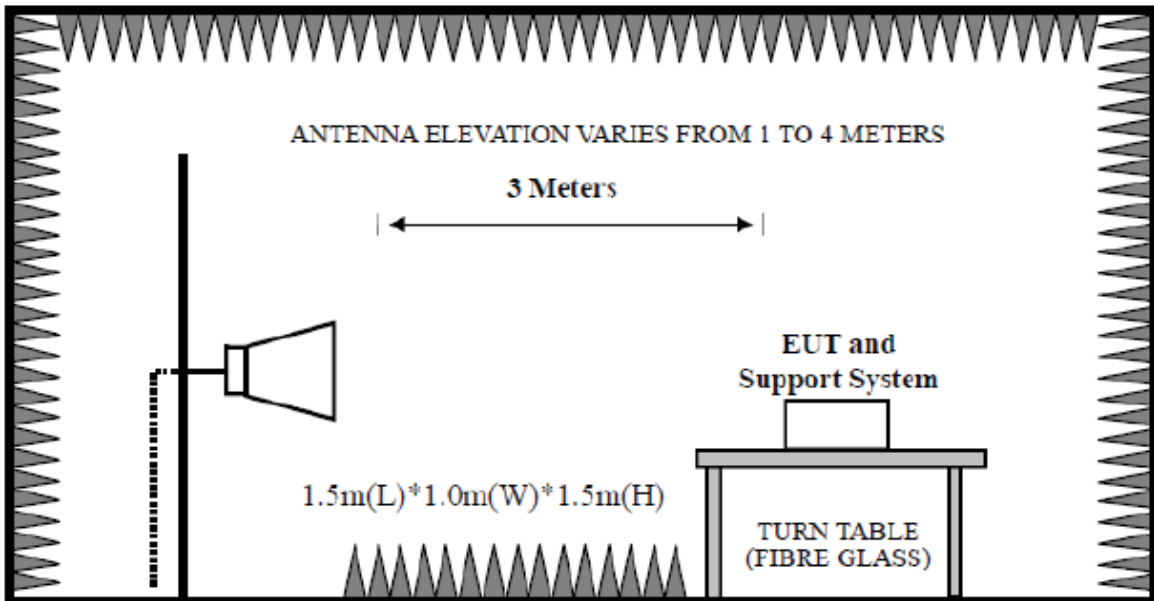 ANTENNA ELEVATION VARIES FROM 1 TO 4 METERS
3 Meters
EUT and
Support System
1.5m(L)*1.0m(W)*1.5m(H)
TURN TABLE
(FIBRE GLASS)